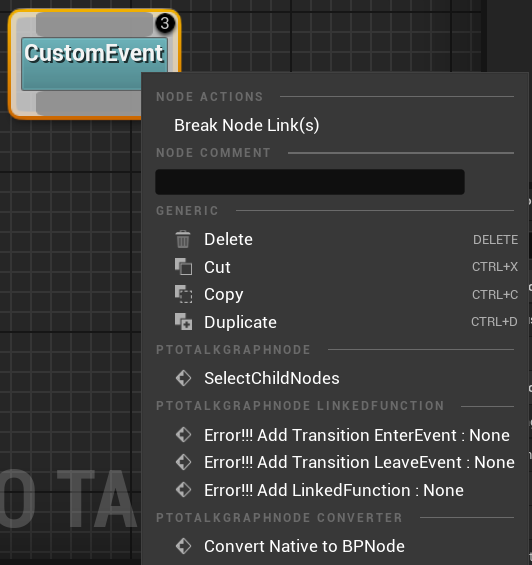 3
CustomEvent
NODE ACTIONS
Break Node Link(s)
NODE COMMENT
GENERIC
Delete DELETE
Cut CTRL+X
Copy CTRL+C
Duplicate CTRL+D
PTOTALKGRAPHNODE
SelectChildNodes
PTOTALKGRAPHNODE LINKEDFUNCTION
Error!!! Add Transition EnterEvent : None
Error!!! Add Transition LeaveEvent : None
Error!!! Add LinkedFunction : None
O TA
PTOTALKGRAPHNODE CONVERTER
Convert Native to BPNode